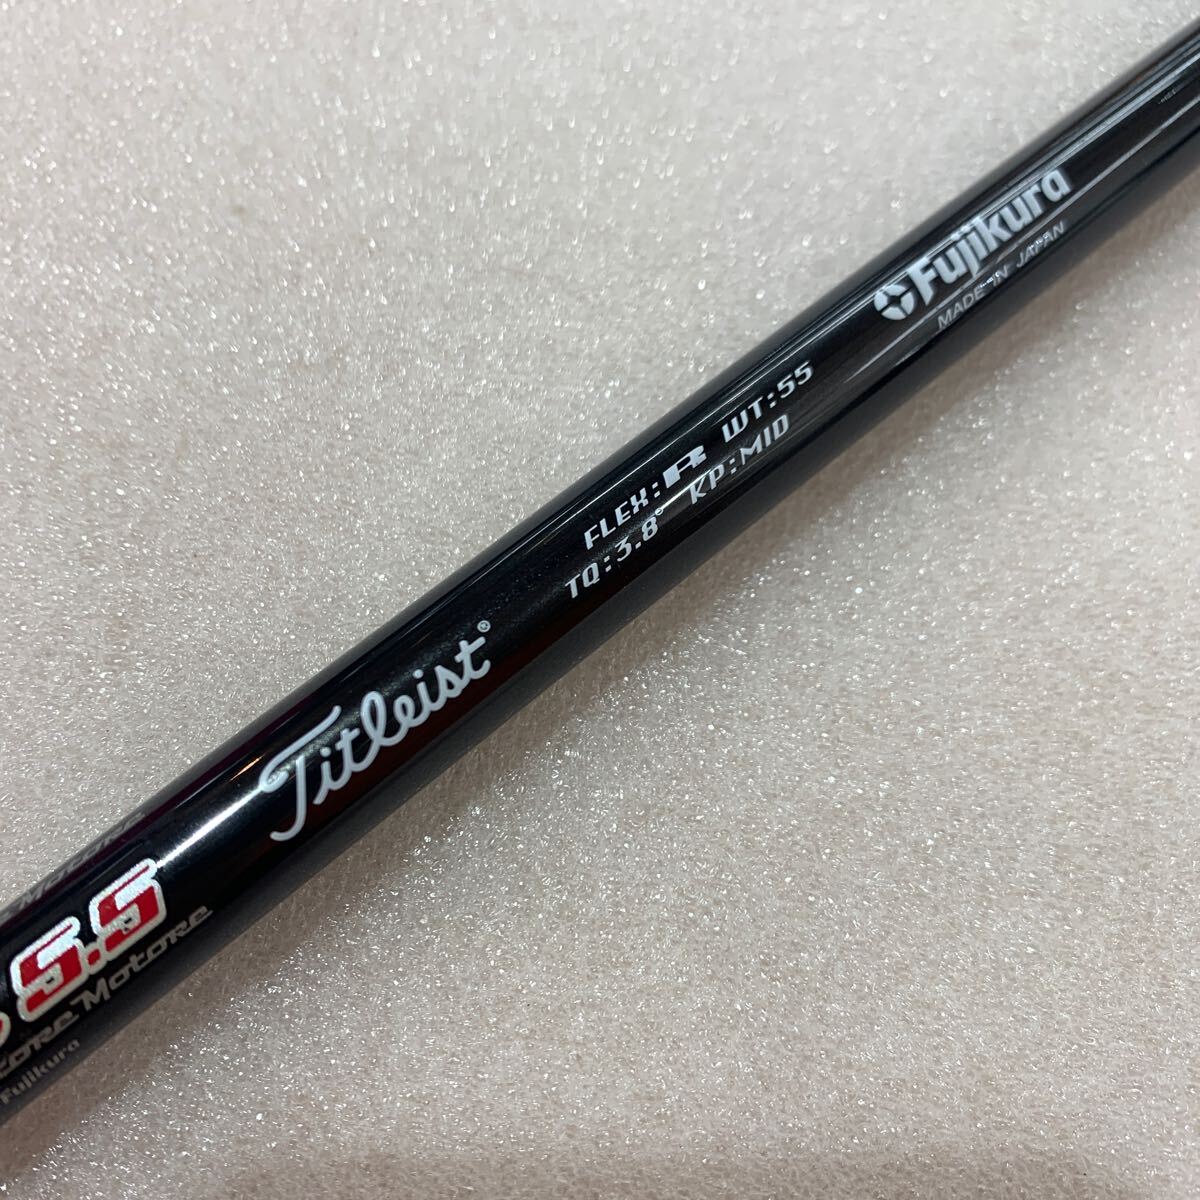 Fujikura
MADE IN JAPAN
FLEX:R WT:55
TQ:3.8° KP:MID
Titleist®
5.5
Motore
Fujikura